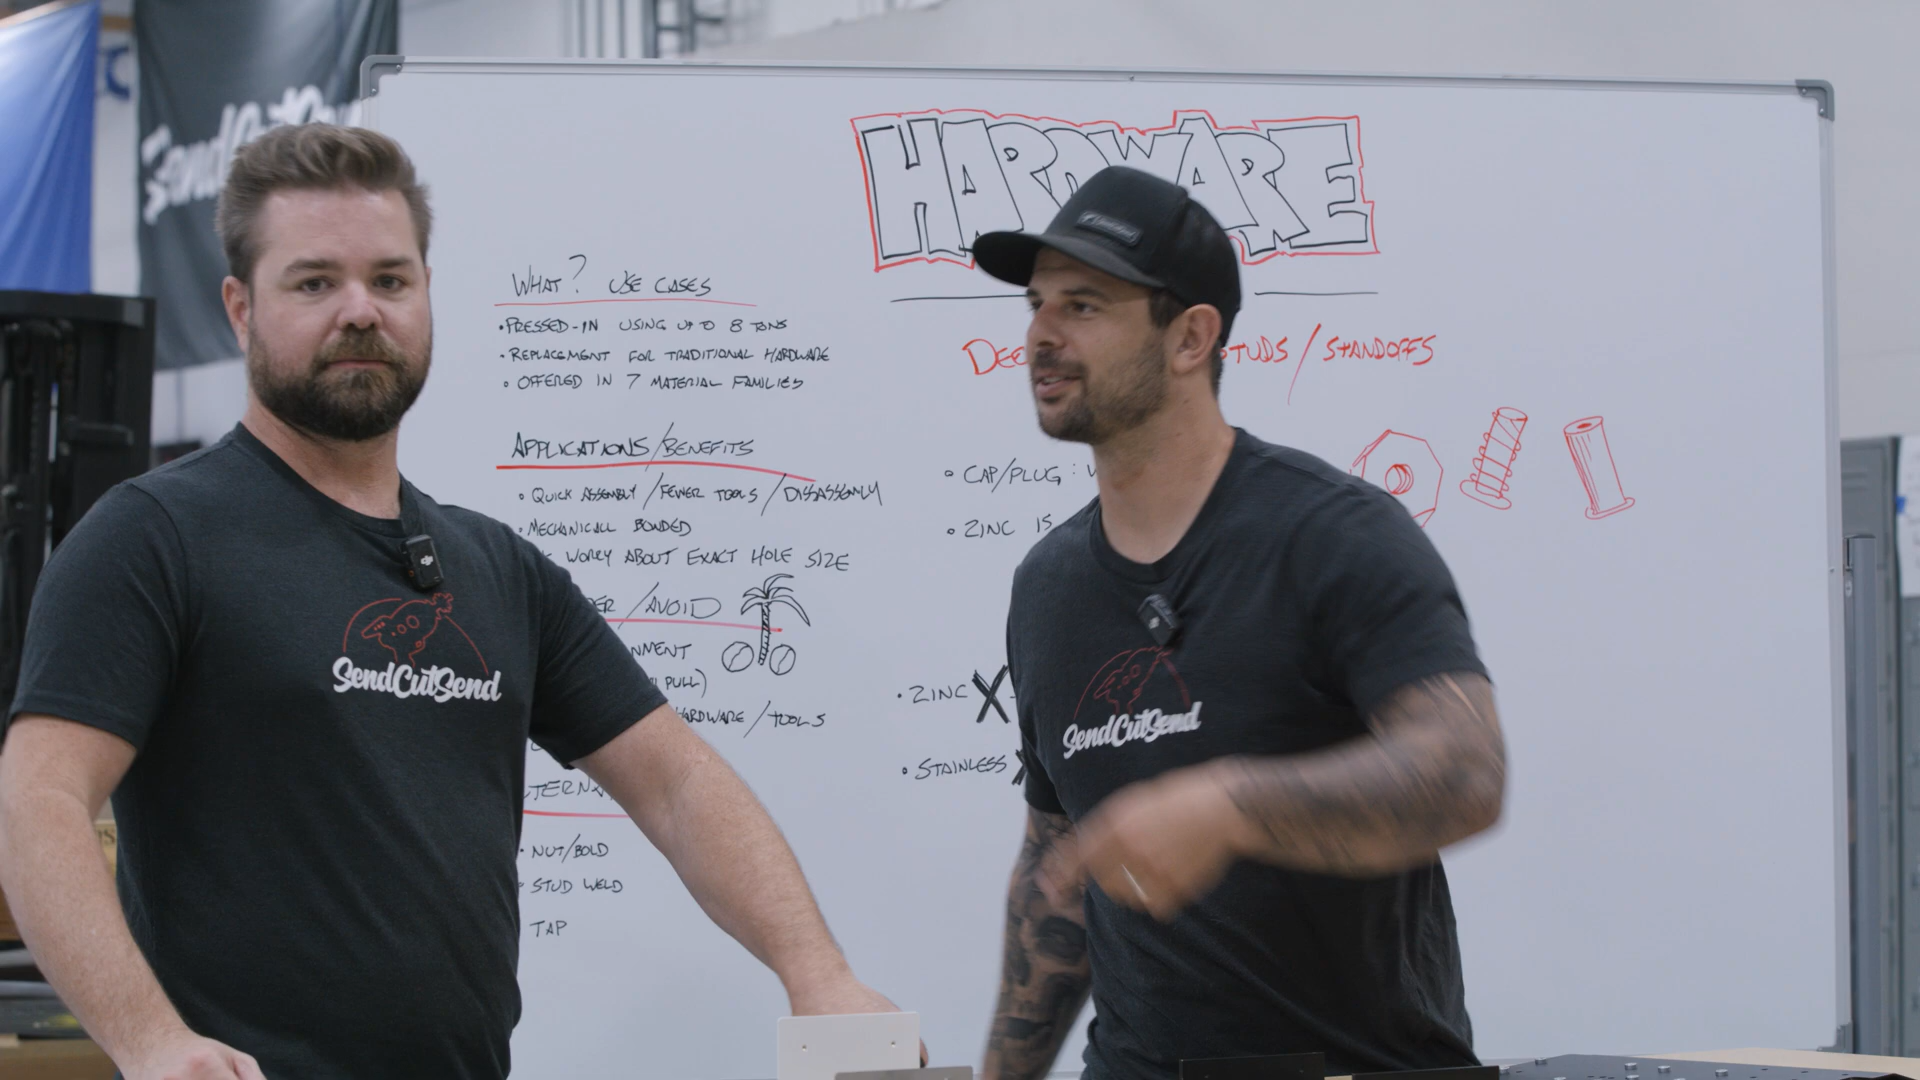 HARDWARE
WHAT? USE CASES
• PRESSED-IN USING UP TO 8 TONS
• REPLACEMENT FOR TRADITIONAL HARDWARE
• OFFERED IN 7 MATERIAL FAMILIES
STUDS / STANDOFFS
APPLICATIONS/BENEFITS
• QUICK ASSEMBLY / FEWER TOOLS / DISSASSEMLY
• MECHANICALL BONDED
WORRY ABOUT EXACT HOLE SIZE
/AVOID
PULL)
HARDWARE / TOOLS
• NUT/BOLD
• STUD WELD
TAP
• CAP/PLUG :
• ZINC IS
• ZINC X
• STAINLESS
SendCutSend
SendCutSend